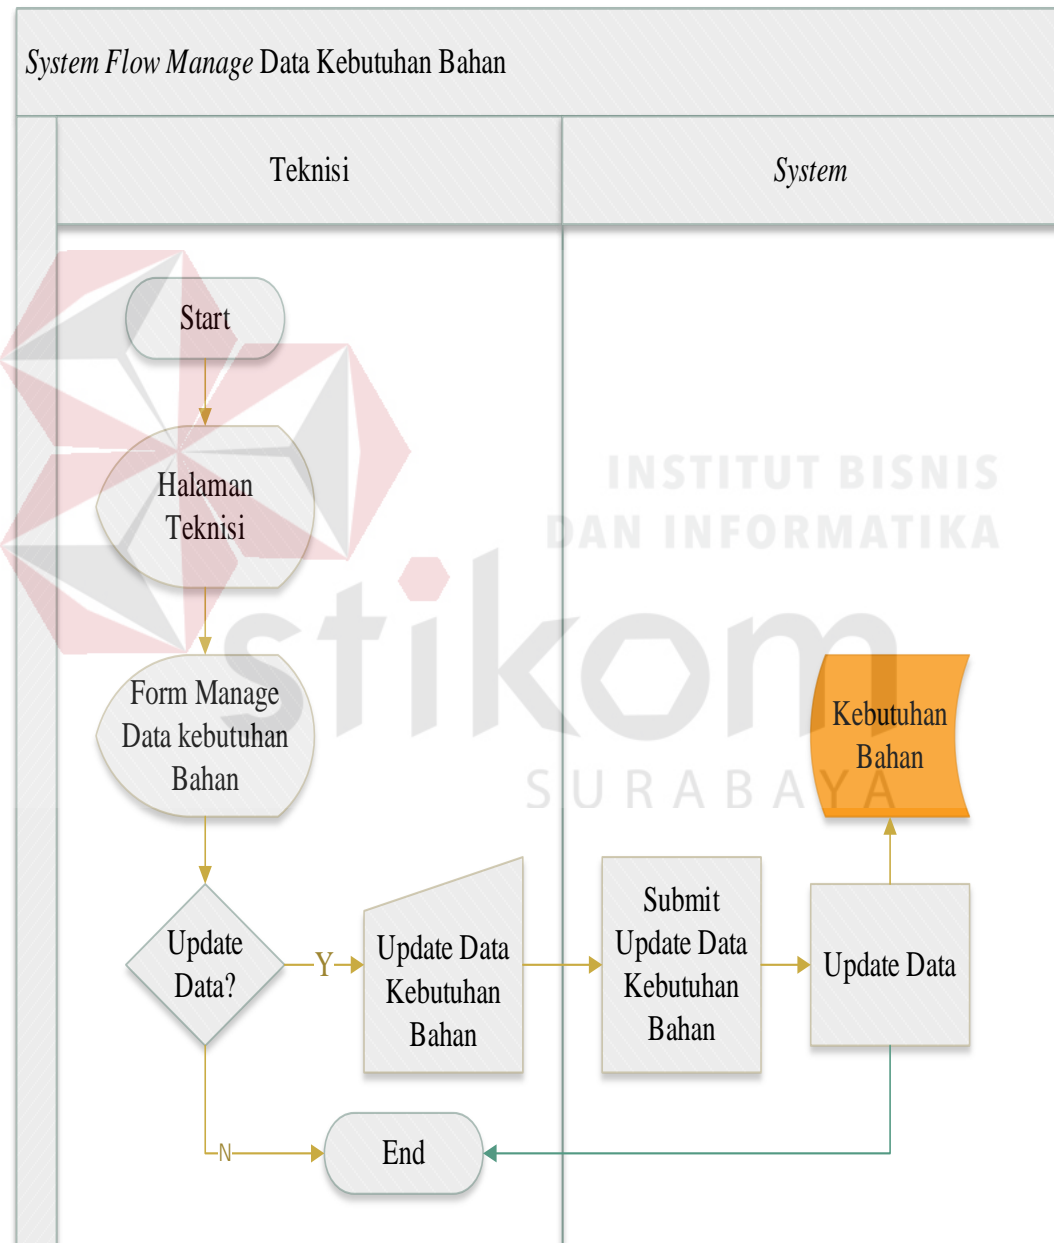 System Flow Manage Data Kebutuhan Bahan
Teknisi
System
Start
Halaman
Teknisi
INSTITUT BISNIS
DAN INFORMATIKA
stikom
SURABAYA
Form Manage
Data kebutuhan
Bahan
Kebutuhan
Bahan
Update
Data?
Y
Update Data
Kebutuhan
Bahan
Submit
Update Data
Kebutuhan
Bahan
Update Data
N
End